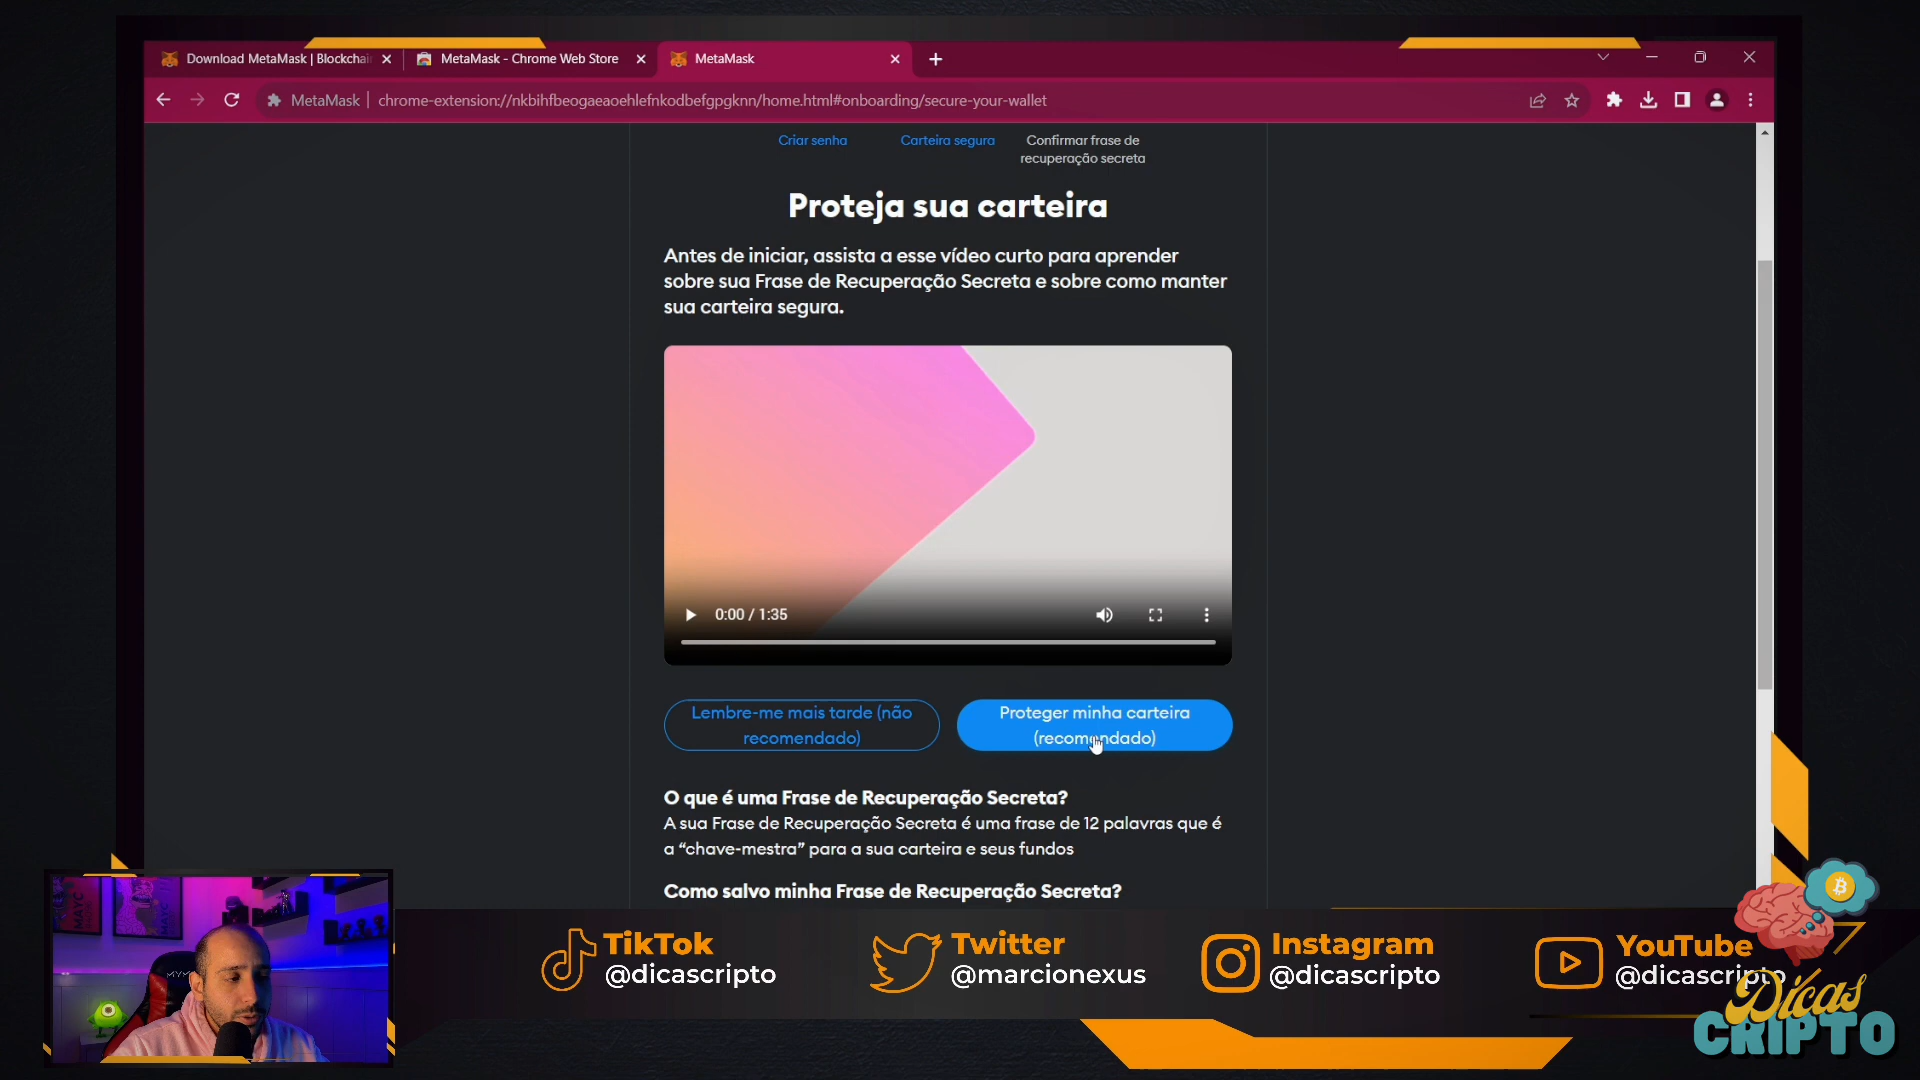 Download MetaMask | Blockchai
MetaMask - Chrome Web Store
MetaMask
MetaMask | chrome-extension://nkbihfbeogaeaoehlefnkodbefgpgknn/home.html#onboarding/secure-your-wallet
Criar senha
Carteira segura
Confirmar frase de
recuperação secreta
Proteja sua carteira
Antes de iniciar, assista a esse vídeo curto para aprender
sobre sua Frase de Recuperação Secreta e sobre como manter
sua carteira segura.
0:00 / 1:35
Lembre-me mais tarde (não
recomendado)
Proteger minha carteira
(recomendado)
O que é uma Frase de Recuperação Secreta?
A sua Frase de Recuperação Secreta é uma frase de 12 palavras que é
a “chave-mestra” para a sua carteira e seus fundos
Como salvo minha Frase de Recuperação Secreta?
TikTok
@dicascripto
Twitter
@marcionexus
Instagram
@dicascripto
YouTube
@dicascripto
Dicas
CRIPTO